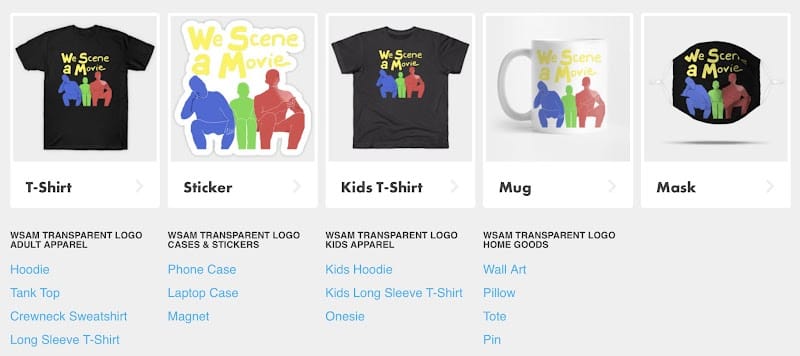 We Scene
a Movie
We Scene
a Movie
We Scene
a Movie
We Scene
a Movie
We Scene
a Movie
T-Shirt
Sticker
Kids T-Shirt
Mug
Mask
WSAM TRANSPARENT LOGO
ADULT APPAREL
Hoodie
Tank Top
Crewneck Sweatshirt
Long Sleeve T-Shirt
WSAM TRANSPARENT LOGO
CASES & STICKERS
Phone Case
Laptop Case
Magnet
WSAM TRANSPARENT LOGO
KIDS APPAREL
Kids Hoodie
Kids Long Sleeve T-Shirt
Onesie
WSAM TRANSPARENT LOGO
HOME GOODS
Wall Art
Pillow
Tote
Pin